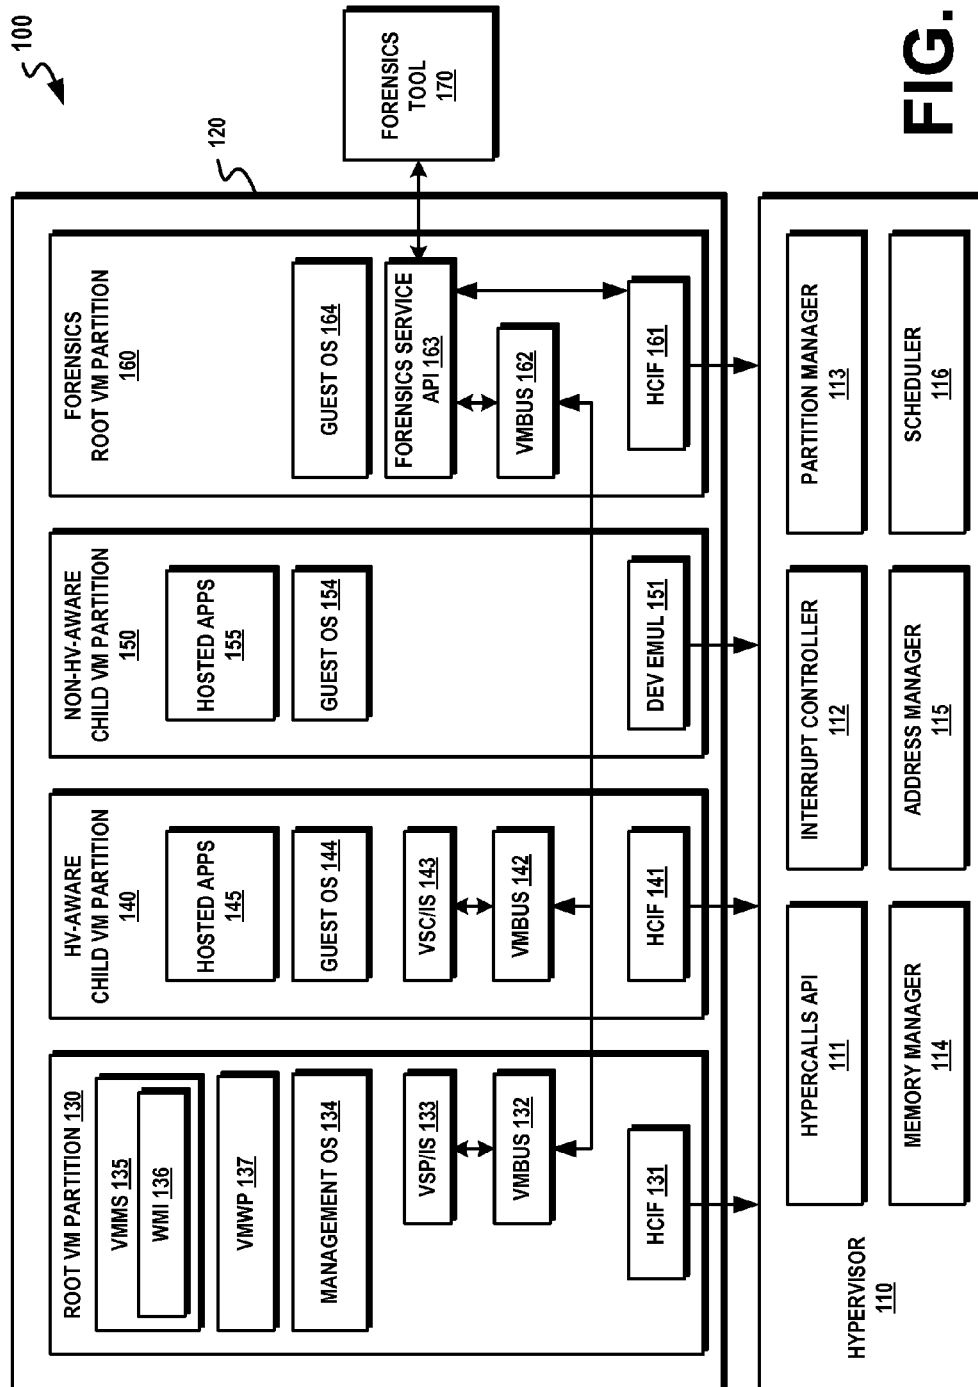 100
120
ROOT VM PARTITION 130
VMMS 135
WMI 136
VMWP 137
MANAGEMENT OS 134
VSP/IS 133
VMBUS 132
HCIF 131
HV-AWARE
CHILD VM PARTITION
140
HOSTED APPS
145
GUEST OS 144
VSC/IS 143
VMBUS 142
HCIF 141
NON-HV-AWARE
CHILD VM PARTITION
150
HOSTED APPS
155
GUEST OS 154
DEV EMUL 151
FORENSICS
ROOT VM PARTITION
160
GUEST OS 164
FORENSICS SERVICE
API 163
VMBUS 162
HCIF 161
FORENSICS
TOOL
170
HYPERVISOR
110
HYPERCALLS API
111
INTERRUPT CONTROLLER
112
PARTITION MANAGER
113
MEMORY MANAGER
114
ADDRESS MANAGER
115
SCHEDULER
116
FIG.